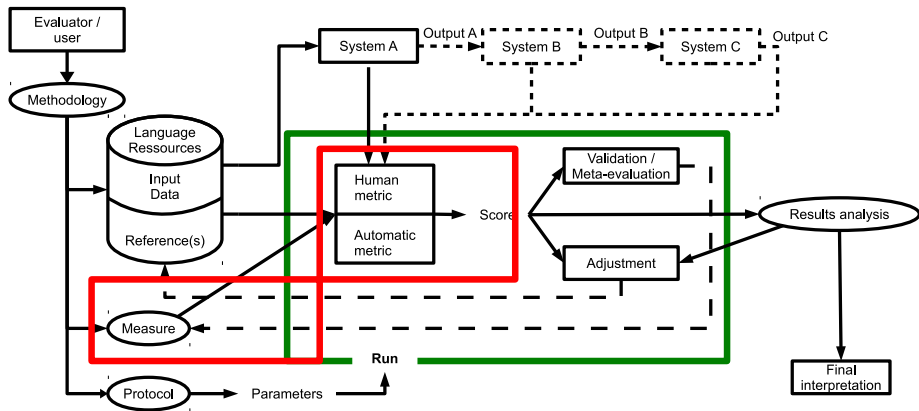 Evaluator /
user
System A
Output A
System B
Output B
System C
Output C
Methodology
Language
Ressources
Input
Data
Reference(s)
Human
metric
Automatic
metric
Score
Validation /
Meta-evaluation
Results analysis
Adjustment
Measure
Run
Protocol
Parameters
Final
interpretation